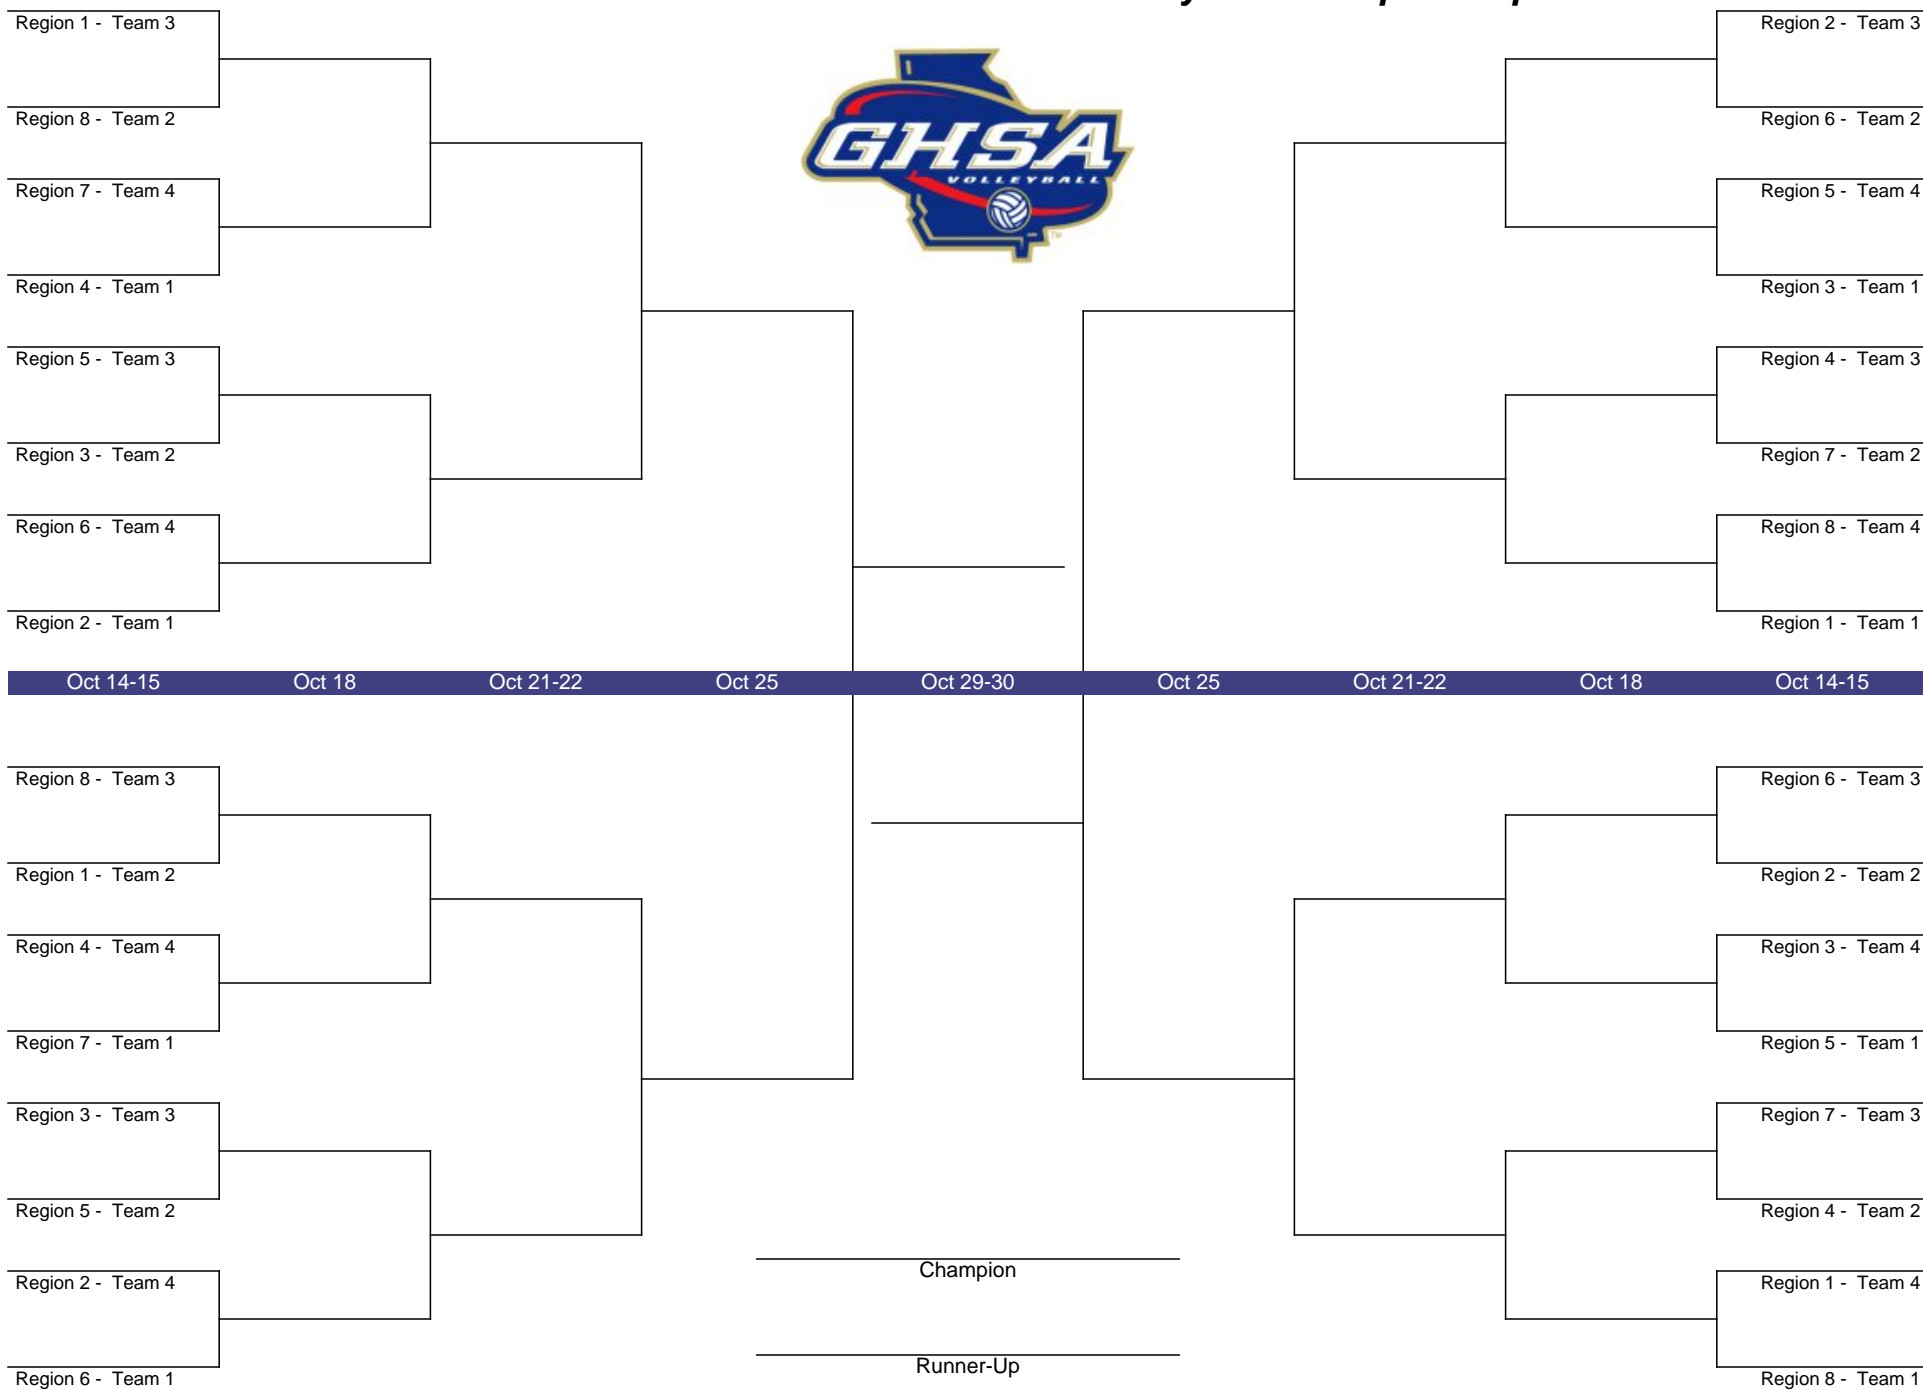 Region 1 - Team 3
Region 8 - Team 2
Region 7 - Team 4
Region 4 - Team 1
Region 5 - Team 3
Region 3 - Team 2
Region 6 - Team 4
Region 2 - Team 1
GHSA
VOLLEYBALL
TM
Region 2 - Team 3
Region 6 - Team 2
Region 5 - Team 4
Region 3 - Team 1
Region 4 - Team 3
Region 7 - Team 2
Region 8 - Team 4
Region 1 - Team 1
Oct 14-15 Oct 18 Oct 21-22 Oct 25 Oct 29-30 Oct 25 Oct 21-22 Oct 18 Oct 14-15
Region 8 - Team 3
Region 1 - Team 2
Region 4 - Team 4
Region 7 - Team 1
Region 3 - Team 3
Region 5 - Team 2
Region 2 - Team 4
Region 6 - Team 1
Champion
Runner-Up
Region 6 - Team 3
Region 2 - Team 2
Region 3 - Team 4
Region 5 - Team 1
Region 7 - Team 3
Region 4 - Team 2
Region 1 - Team 4
Region 8 - Team 1